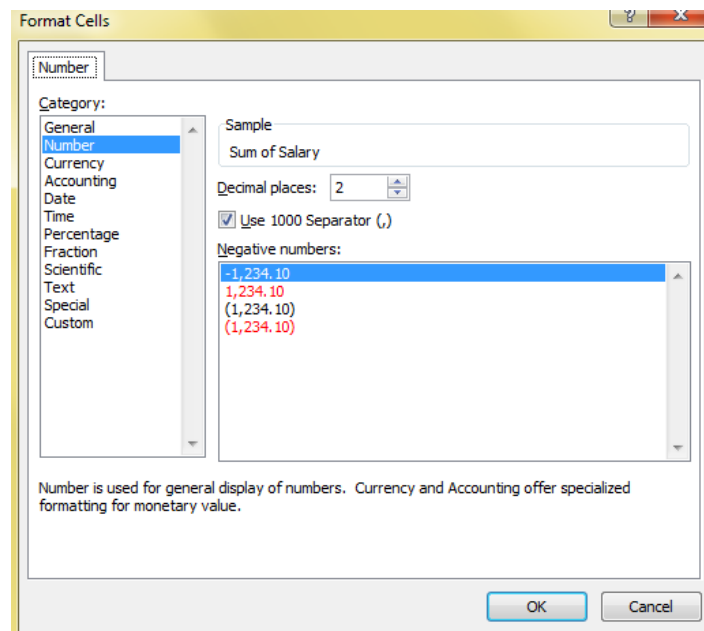 Format Cells
?
X
Number
Category:
General
Number
Currency
Accounting
Date
Time
Percentage
Fraction
Scientific
Text
Special
Custom
Sample
Sum of Salary
Decimal places: 2
Use 1000 Separator (,)
Negative numbers:
-1,234.10
1,234.10
(1,234.10)
(1,234.10)
Number is used for general display of numbers. Currency and Accounting offer specialized
formatting for monetary value.
OK
Cancel